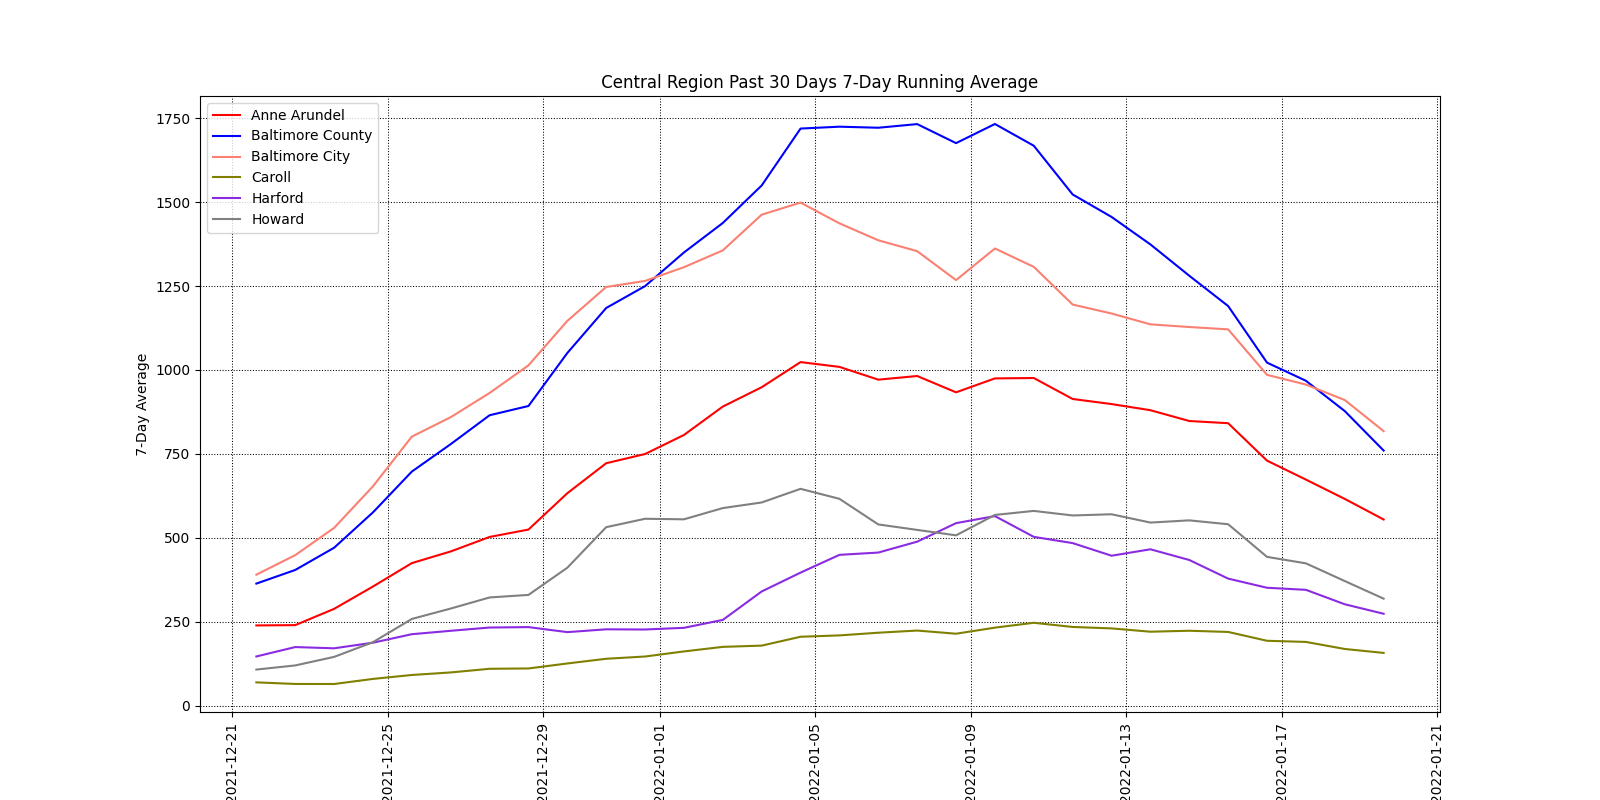 Central Region Past 30 Days 7-Day Running Average
Anne Arundel
Baltimore County
Baltimore City
Caroll
Harford
Howard
1750
1500
1250
1000
750
500
250
0
7-Day Average
2021-12-21
2021-12-25
2021-12-29
2022-01-01
2022-01-05
2022-01-09
2022-01-13
2022-01-17
2022-01-21